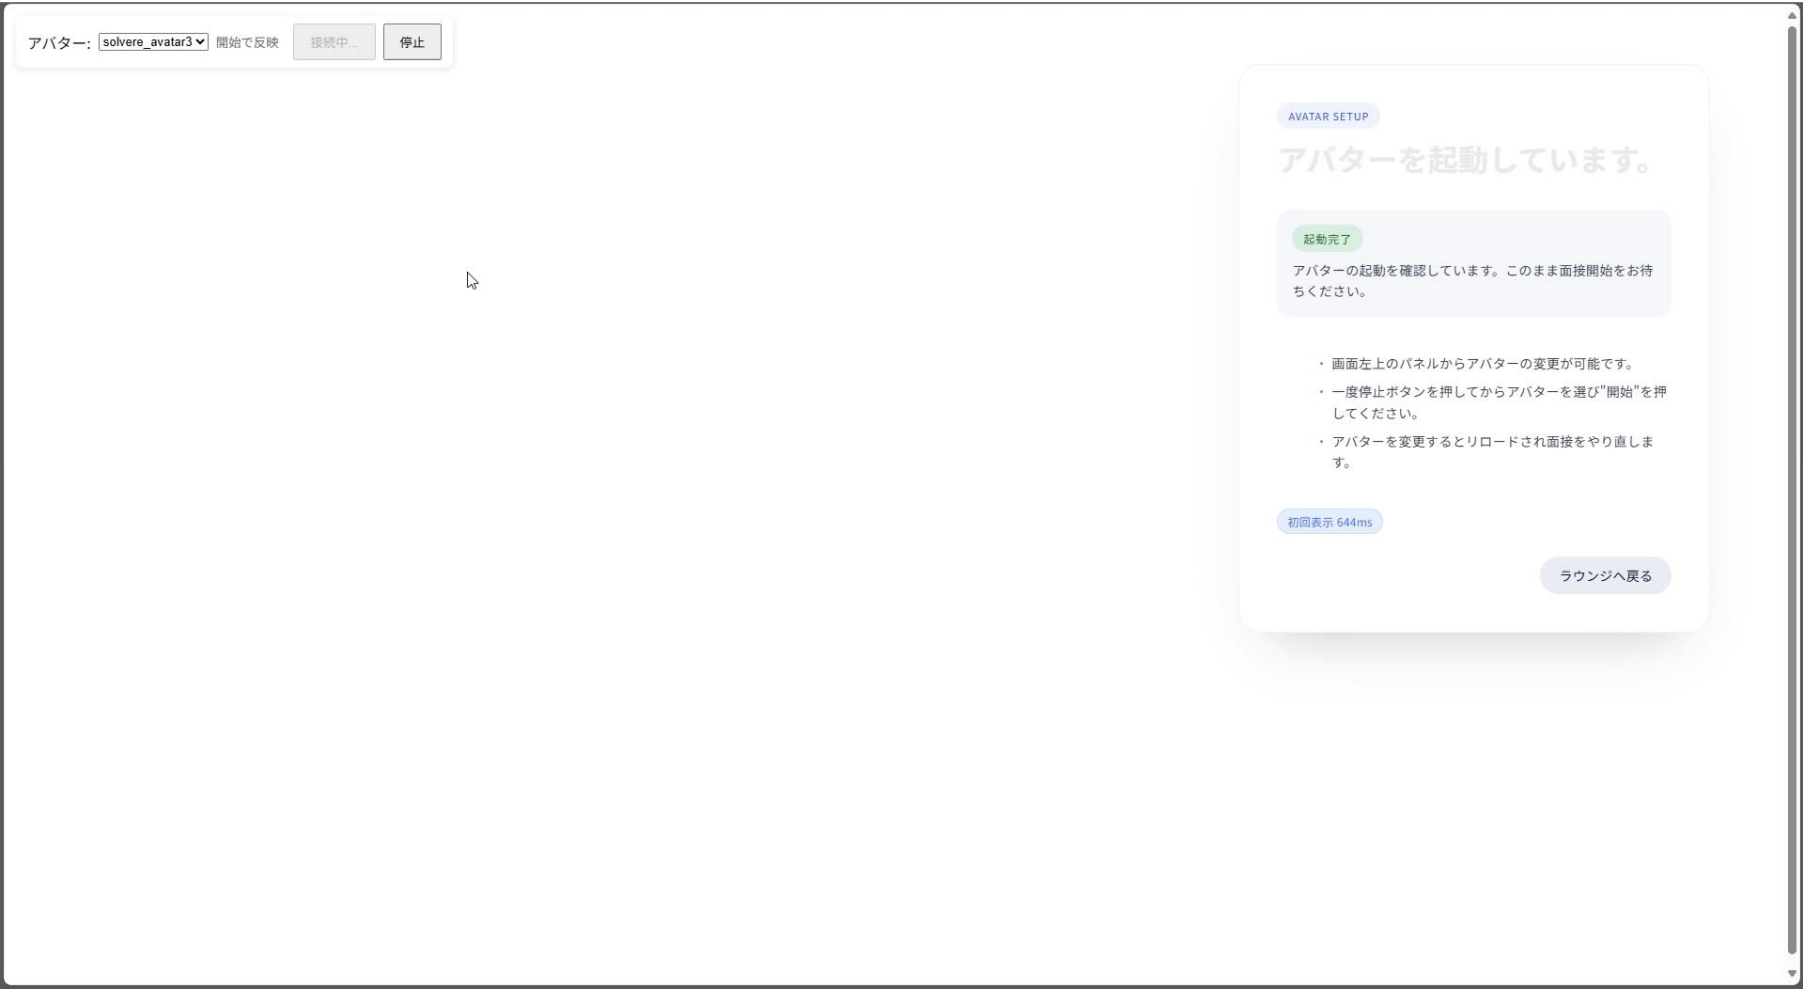 アバター: solvere_avatar3 開始で反映 接続中... 停止
AVATAR SETUP
アバターを起動しています。
起動完了
アバターの起動を確認しています。このまま面接開始をお待
ちください。
・画面左上のパネルからアバターの変更が可能です。
・一度停止ボタンを押してからアバターを選び"開始"を押
してください。
・アバターを変更するとリロードされ面接をやり直しま
す。
初回表示 644ms
ラウンジへ戻る